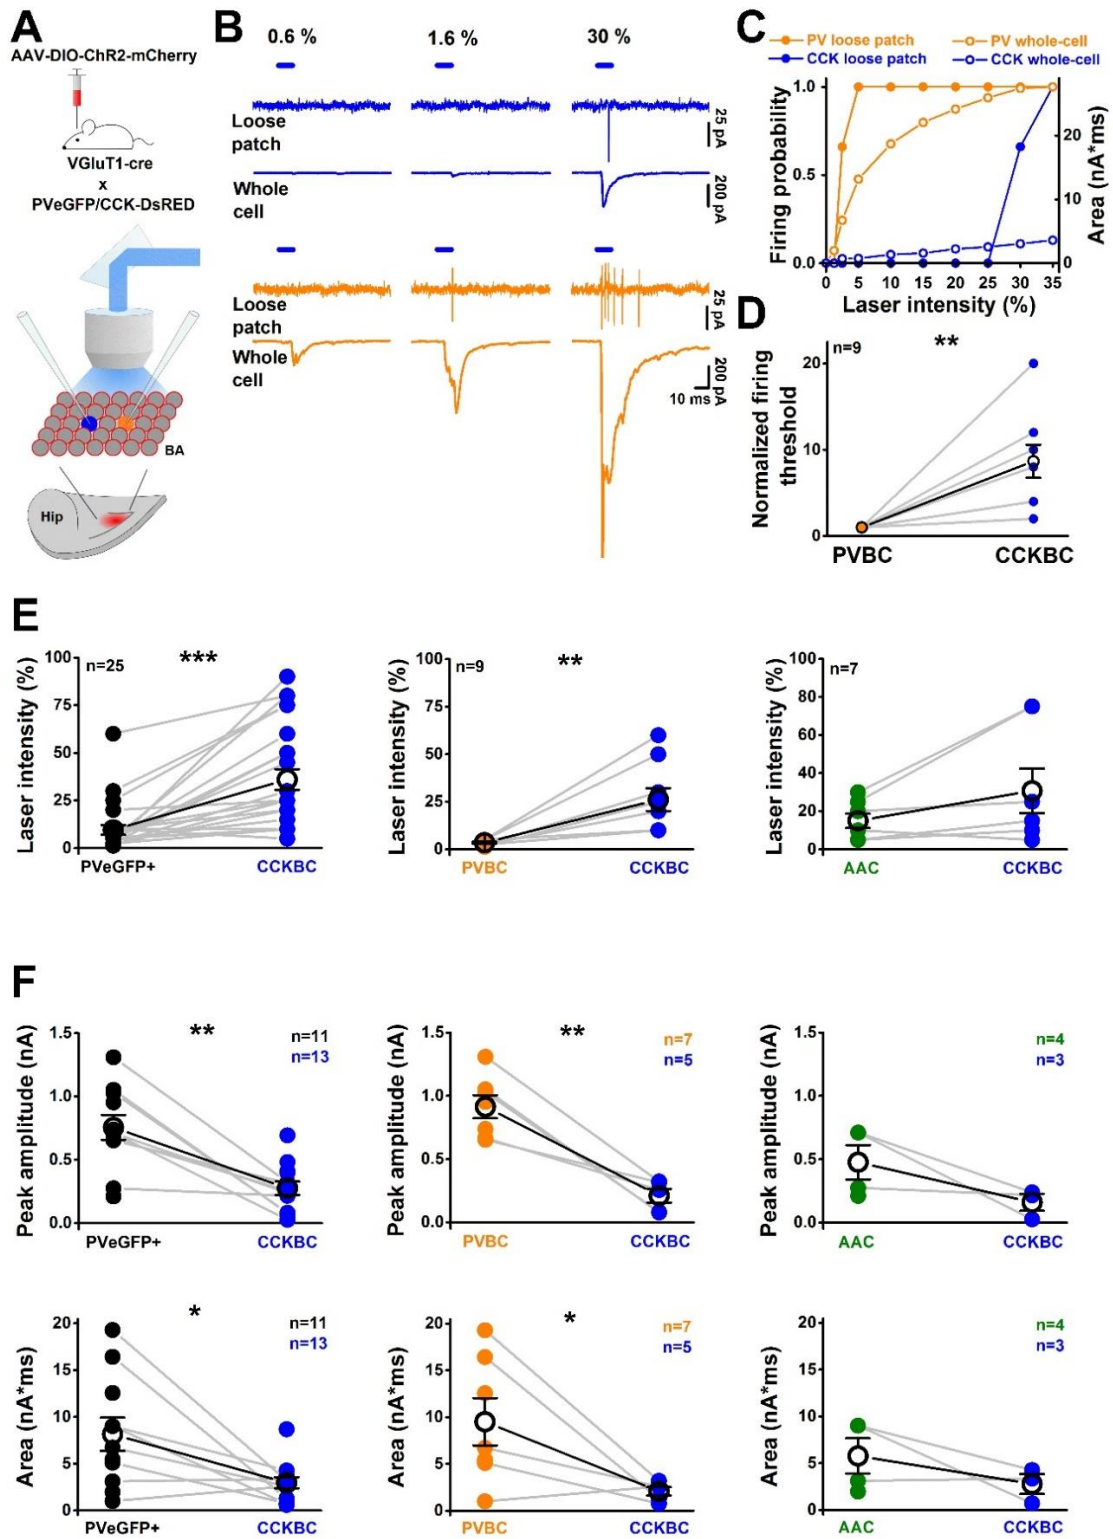 A
AAV-DIO-ChR2-mCherry
VGluT1-cre
x
PVeGFP/CCK-DsRED
BA
Hip
B
0.6 %
1.6 %
30 %
Loose
patch
25 pA
Whole
cell
200 pA
Loose
patch
25 pA
Whole
cell
200 pA
10 ms
C
PV loose patch
PV whole-cell
CCK loose patch
CCK whole-cell
Firing probability
1.0
0.5
0.0
Area (nA*ms)
20
10
0
0 5 10 15 20 25 30 35
Laser intensity (%)
D
n=9
**
Normalized firing
threshold
20
10
0
PVBC
CCKBC
E
Laser intensity (%)
100
75
50
25
0
n=25
***
PVeGFP+
CCKBC
Laser intensity (%)
100
75
50
25
0
n=9
**
PVBC
CCKBC
Laser intensity (%)
100
80
60
40
20
0
n=7
AAC
CCKBC
F
Peak amplitude (nA)
1.5
1.0
0.5
0.0
**
n=11
n=13
PVeGFP+
CCKBC
Peak amplitude (nA)
1.5
1.0
0.5
0.0
**
n=7
n=5
PVBC
CCKBC
Peak amplitude (nA)
1.5
1.0
0.5
0.0
n=4
n=3
AAC
CCKBC
Area (nA*ms)
20
15
10
5
0
*
n=11
n=13
PVeGFP+
CCKBC
Area (nA*ms)
20
15
10
5
0
*
n=7
n=5
PVBC
CCKBC
Area (nA*ms)
20
15
10
5
0
n=4
n=3
AAC
CCKBC